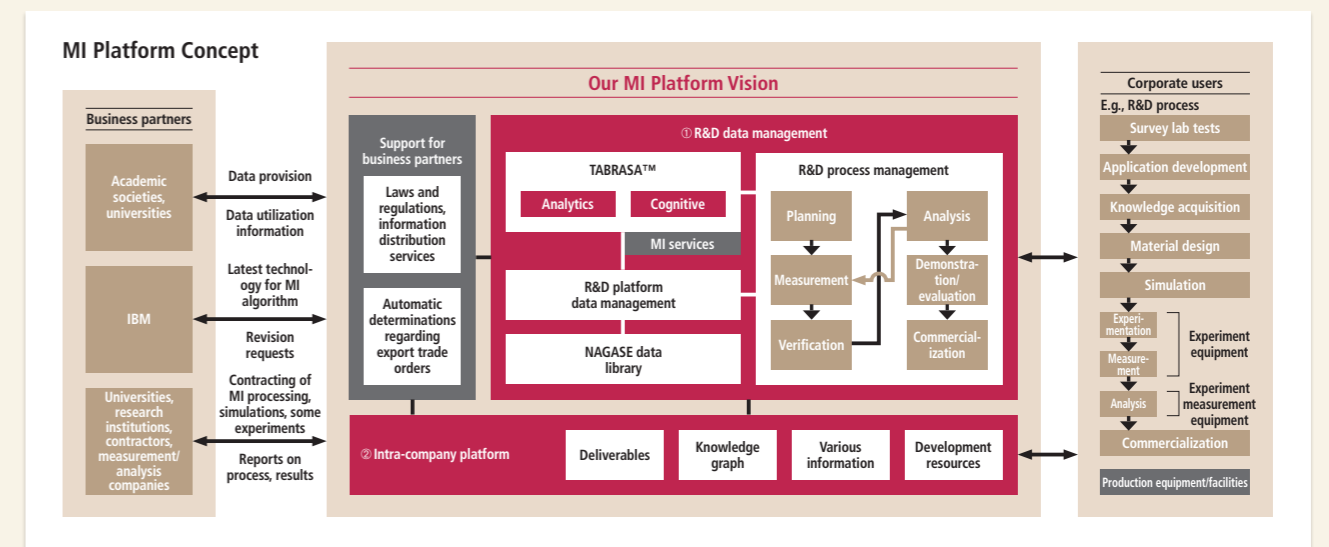 MI Platform Concept
Business partners
Academic
societies,
universities
IBM
Universities,
research
institutions,
contractors,
measurement/
analysis
companies
Data provision
Data utilization
information
Latest technol-
ogy for MI
algorithm
Revision
requests
Contracting of
MI processing,
simulations, some
experiments
Reports on
process, results
Our MI Platform Vision
Support for
business partners
Laws and
regulations,
information
distribution
services
Automatic
determinations
regarding
export trade
orders
① R&D data management
TABRASA™
Analytics
Cognitive
MI services
R&D platform
data management
NAGASE data
library
R&D process management
Planning
Measurement
Verification
Analysis
Demonstra-
tion/
evaluation
Commercial-
ization
② Intra-company platform
Deliverables
Knowledge
graph
Various
information
Development
resources
Corporate users
E.g., R&D process
Survey lab tests
Application development
Knowledge acquisition
Material design
Simulation
Experi-
mentation
Measure-
ment
Experiment
equipment
Analysis
Experiment
measurement
equipment
Commercialization
Production equipment/facilities